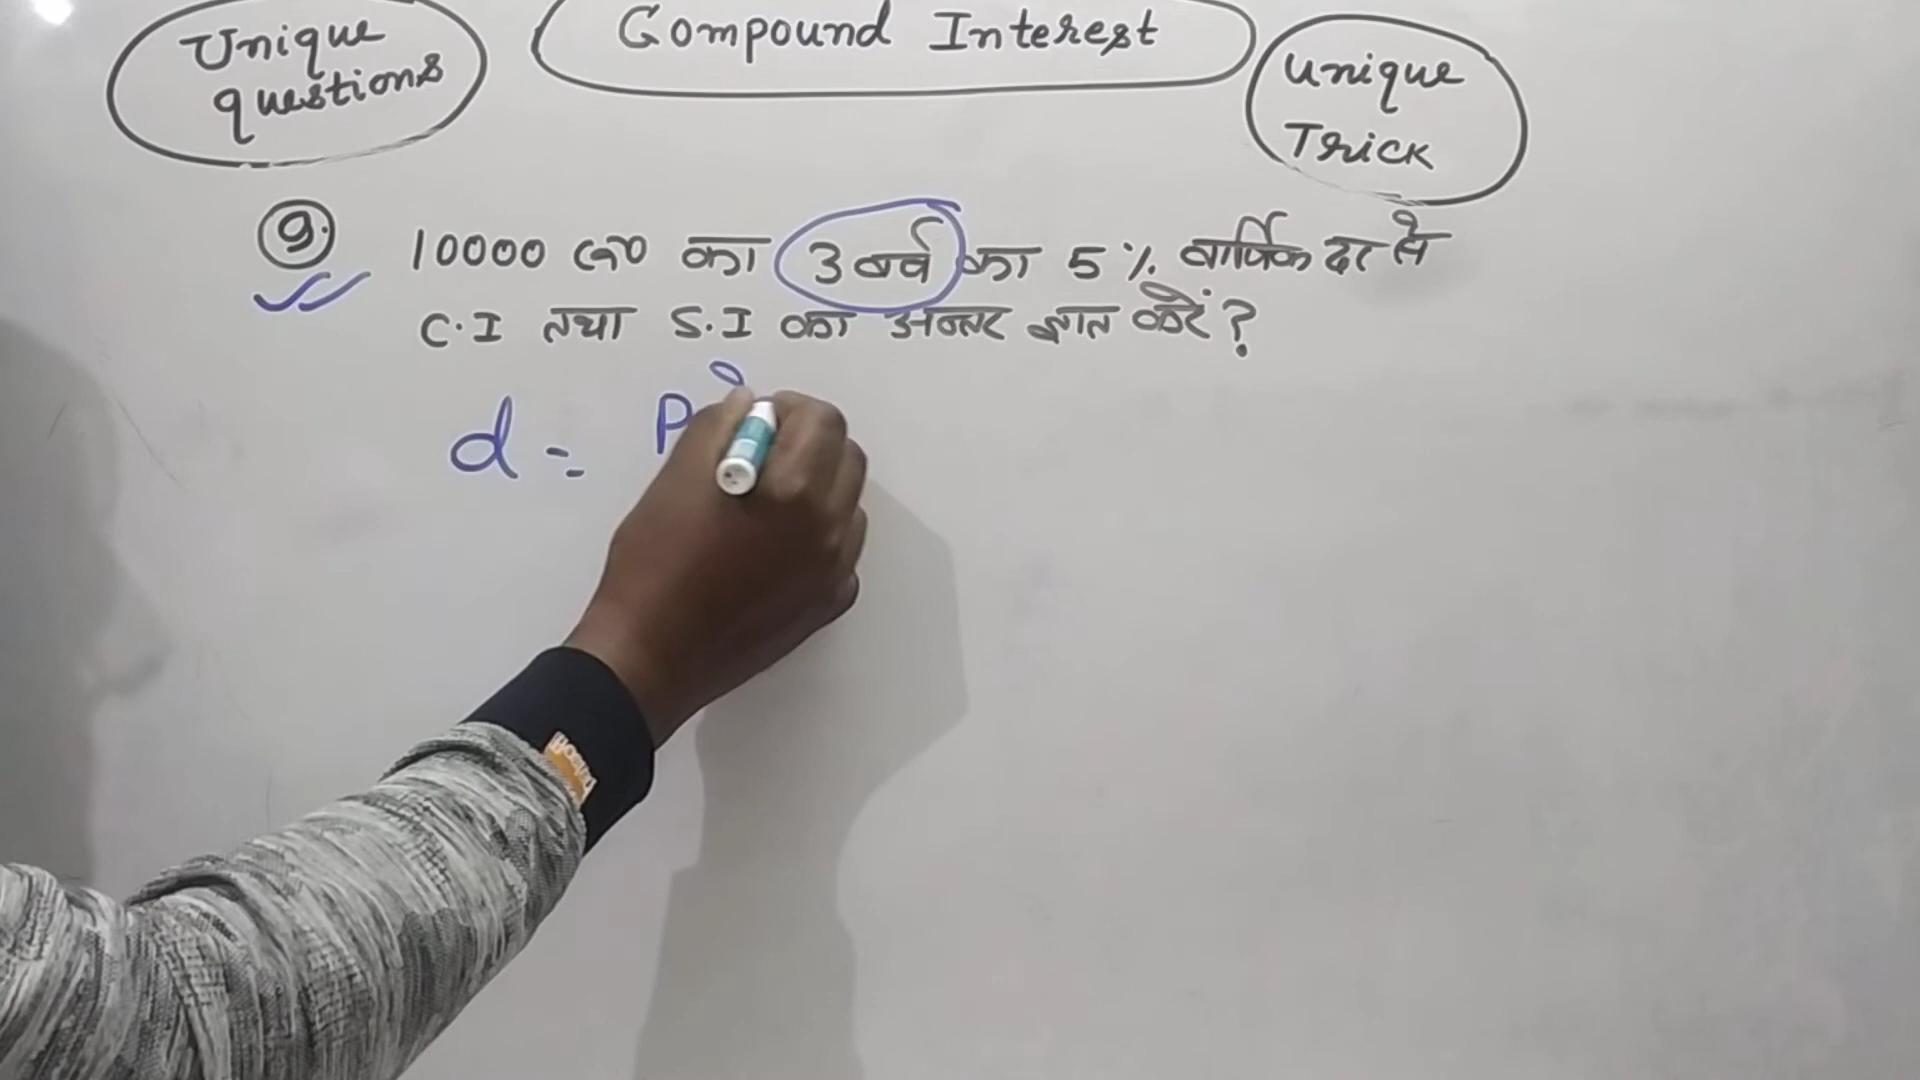 Unique
questions
Compound Interest
Unique
Trick
9. 10000 रु० का 3 वर्ष का 5 % वार्षिक दर से
C.I तथा S.I का अन्तर ज्ञात करें ?
d = P